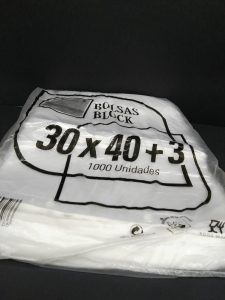 BOLSAS
BLOCK
30 x 40 + 3
1000 Unidades